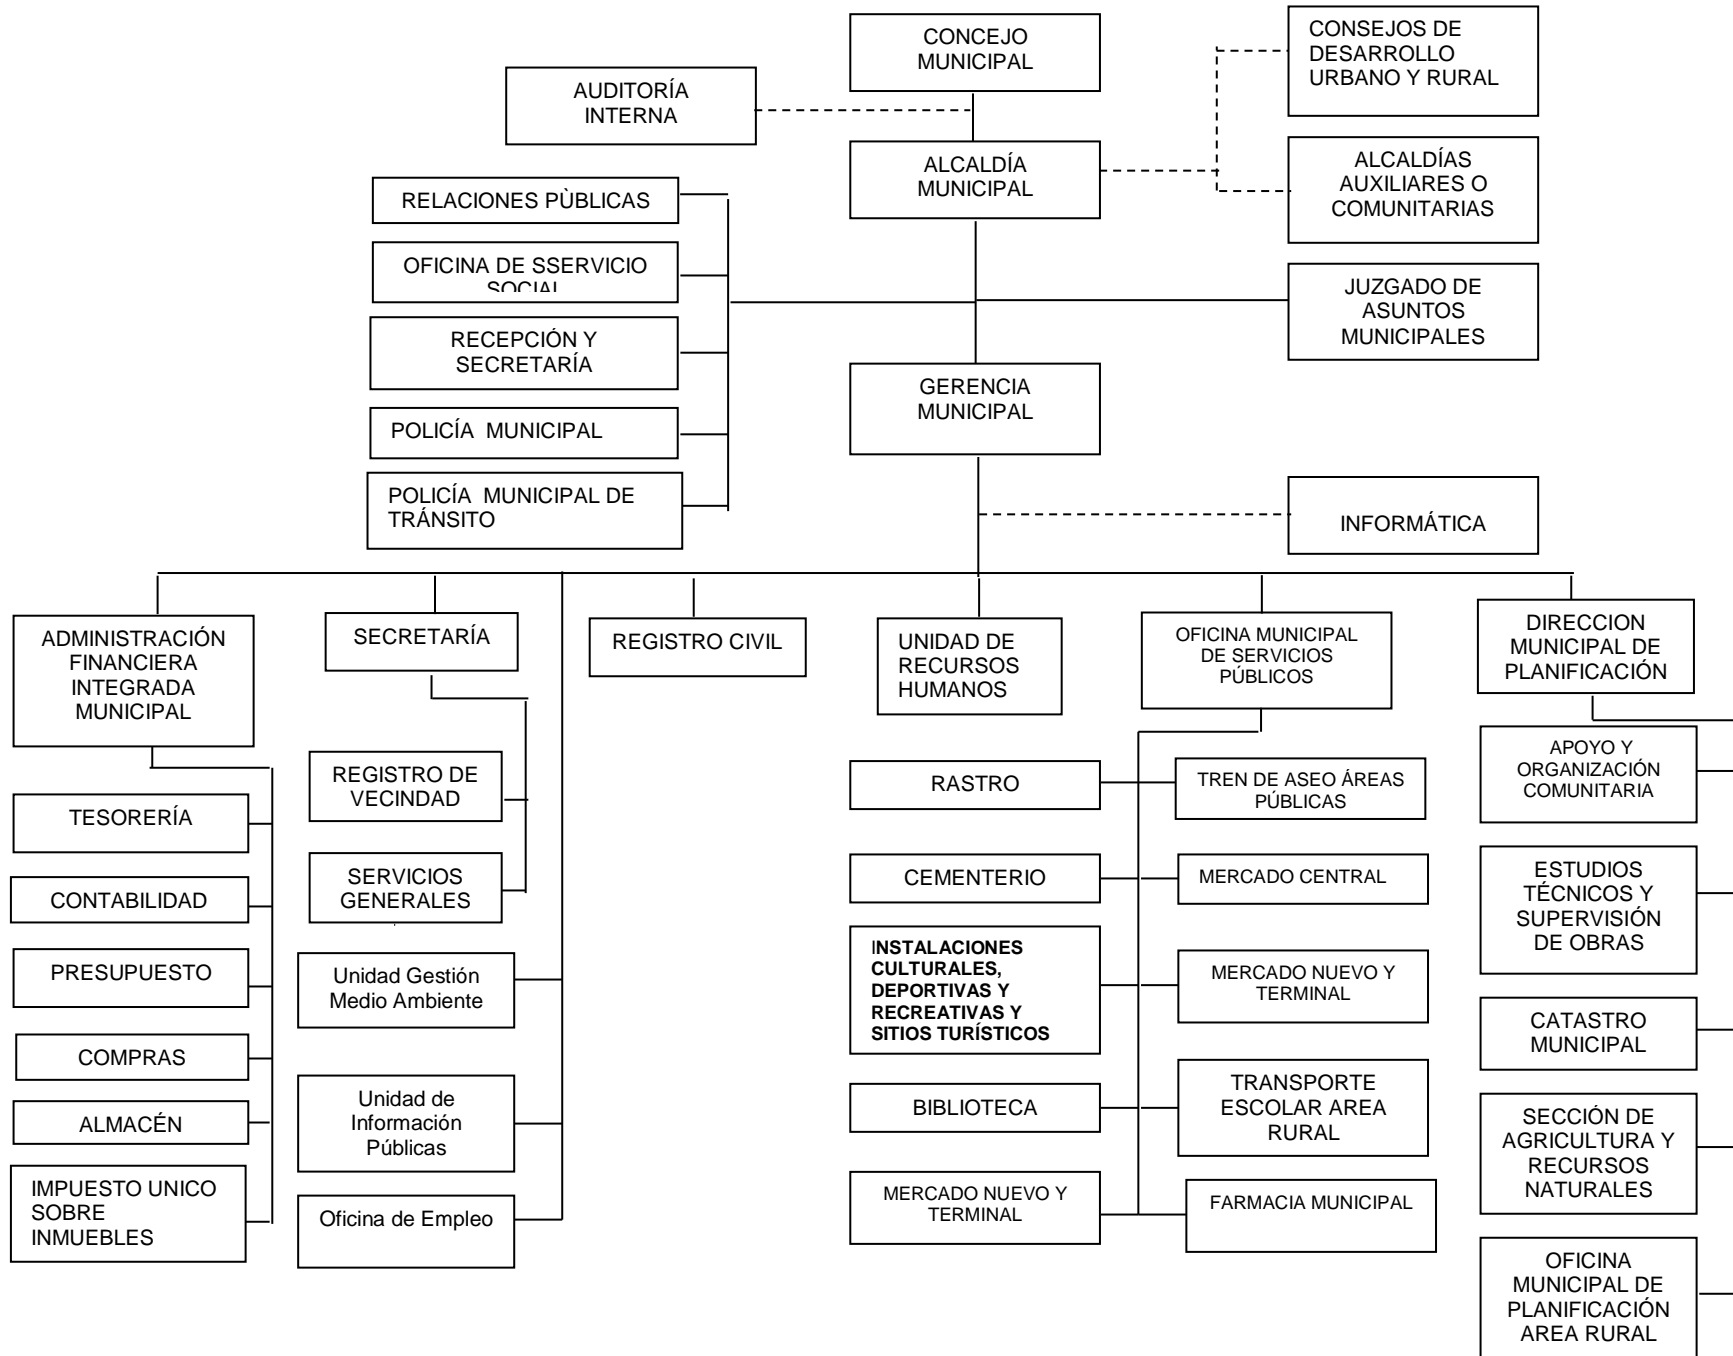 CONCEJO
MUNICIPAL
CONSEJOS DE
DESARROLLO
URBANO Y RURAL
AUDITORÍA
INTERNA
ALCALDÍA
MUNICIPAL
ALCALDÍAS
AUXILIARES O
COMUNITARIAS
RELACIONES PÙBLICAS
OFICINA DE SSERVICIO
SOCIAL
JUZGADO DE
ASUNTOS
MUNICIPALES
RECEPCIÓN Y
SECRETARÍA
GERENCIA
MUNICIPAL
POLICÍA MUNICIPAL
POLICÍA MUNICIPAL DE
TRÁNSITO
INFORMÁTICA
ADMINISTRACIÓN
FINANCIERA
INTEGRADA
MUNICIPAL
SECRETARÍA
REGISTRO CIVIL
UNIDAD DE
RECURSOS
HUMANOS
OFICINA MUNICIPAL
DE SERVICIOS
PÚBLICOS
DIRECCION
MUNICIPAL DE
PLANIFICACIÓN
TESORERÍA
CONTABILIDAD
PRESUPUESTO
COMPRAS
ALMACÉN
IMPUESTO UNICO
SOBRE
INMUEBLES
REGISTRO DE
VECINDAD
SERVICIOS
GENERALES
Unidad Gestión
Medio Ambiente
Unidad de
Información
Públicas
Oficina de Empleo
RASTRO
CEMENTERIO
INSTALACIONES
CULTURALES,
DEPORTIVAS Y
RECREATIVAS Y
SITIOS TURÍSTICOS
BIBLIOTECA
MERCADO NUEVO Y
TERMINAL
TREN DE ASEO ÁREAS
PÚBLICAS
MERCADO CENTRAL
MERCADO NUEVO Y
TERMINAL
TRANSPORTE
ESCOLAR AREA
RURAL
FARMACIA MUNICIPAL
APOYO Y
ORGANIZACIÓN
COMUNITARIA
ESTUDIOS
TÉCNICOS Y
SUPERVISIÓN
DE OBRAS
CATASTRO
MUNICIPAL
SECCIÓN DE
AGRICULTURA Y
RECURSOS
NATURALES
OFICINA
MUNICIPAL DE
PLANIFICACIÓN
AREA RURAL